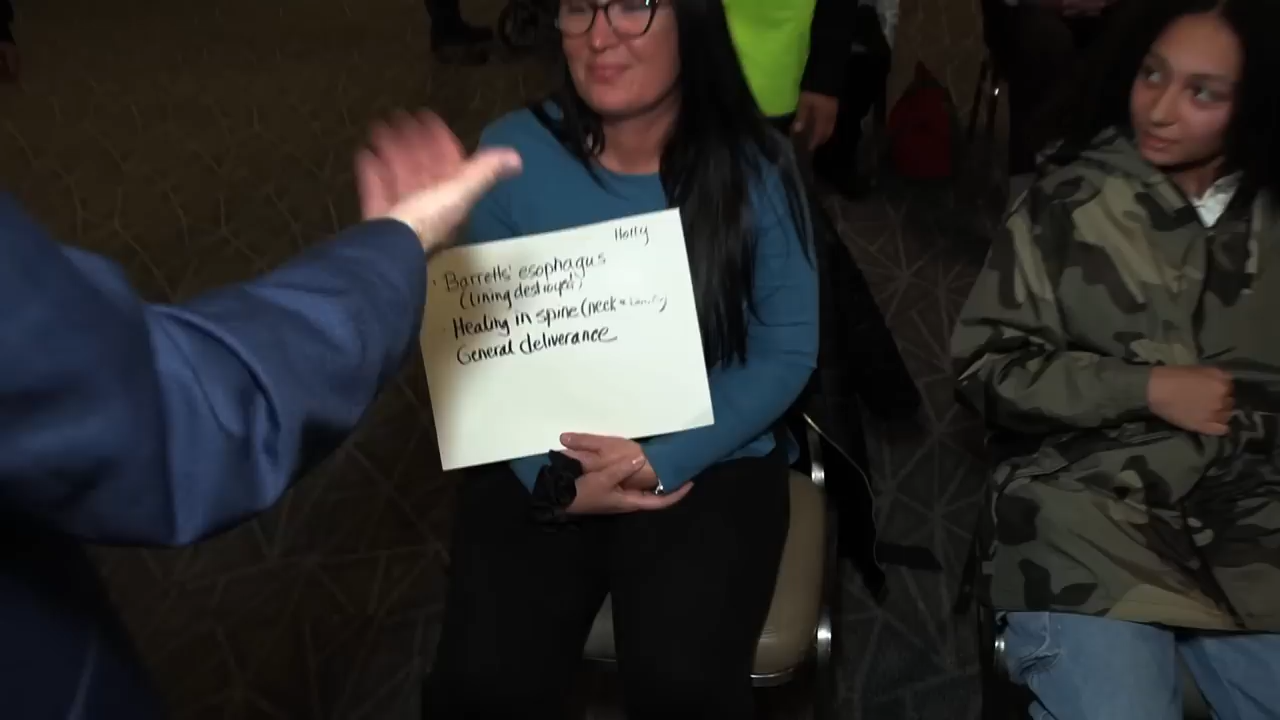 Holly
· Barretts' esophagus
(lining destroyed)
· Healing in spine (neck &
General deliverance